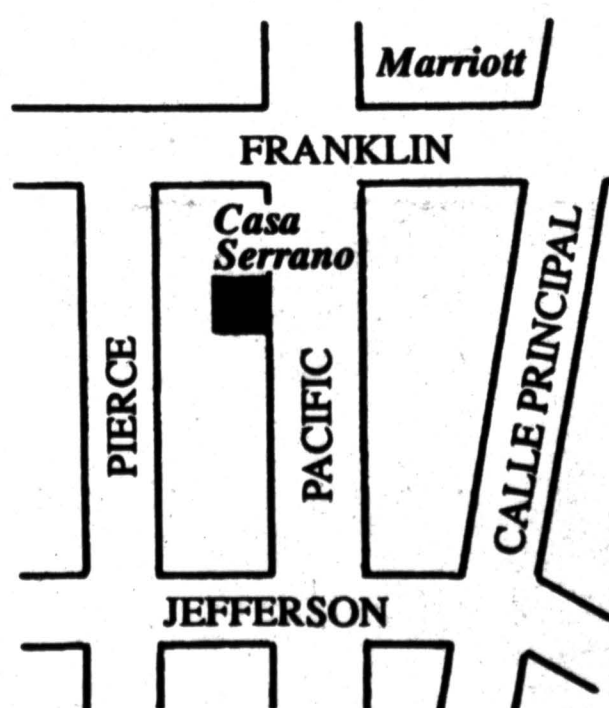 Marriott
FRANKLIN
Casa
Serrano
PIERCE
PACIFIC
CALLE PRINCIPAL
JEFFERSON